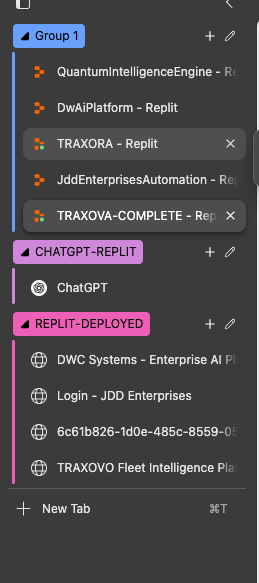 Group 1
QuantumIntelligenceEngine - Re
DwAiPlatform - Replit
TRAXORA - Replit
JddEnterprisesAutomation - Rep
TRAXOVA-COMPLETE - Rep
CHATGPT-REPLIT
ChatGPT
REPLIT-DEPLOYED
DWC Systems - Enterprise AI Pl
Login - JDD Enterprises
6c61b826-1d0e-485c-8559-05
TRAXOVO Fleet Intelligence Pla
New Tab ⌘T